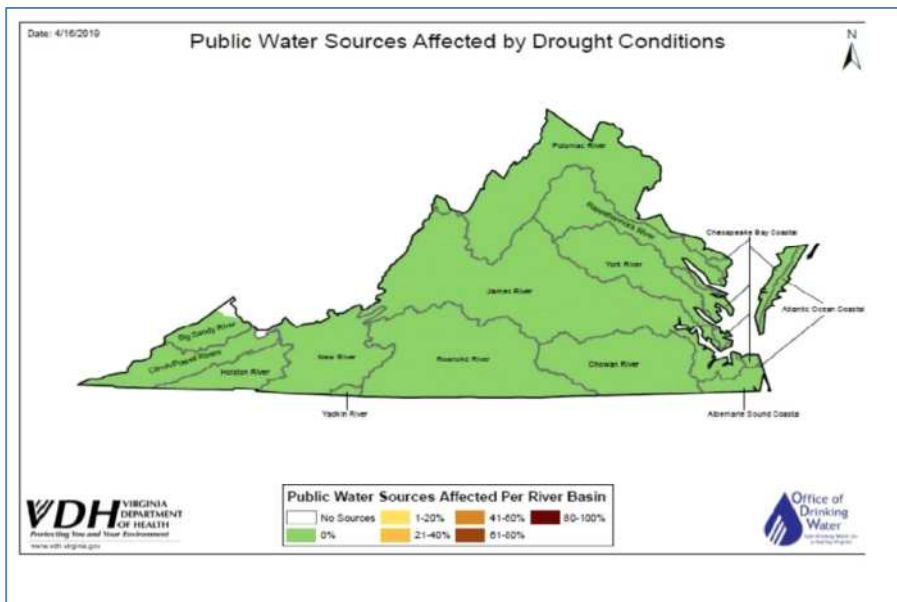 Date: 4/16/2019
Public Water Sources Affected by Drought Conditions
N
Potomac River
Rappahannock River
Chesapeake Bay Coastal
York River
James River
Atlantic Ocean Coastal
Big Sandy River
Clinch/Powell Rivers
Holston River
New River
Roanoke River
Chowan River
Yadkin River
Albemarle Sound Coastal
Public Water Sources Affected Per River Basin
No Sources
1-20%
41-60%
80-100%
0%
21-40%
61-80%
VDH VIRGINIA
DEPARTMENT
OF HEALTH
Protecting You and Your Environment
www.vdh.virginia.gov
Office of
Drinking
Water